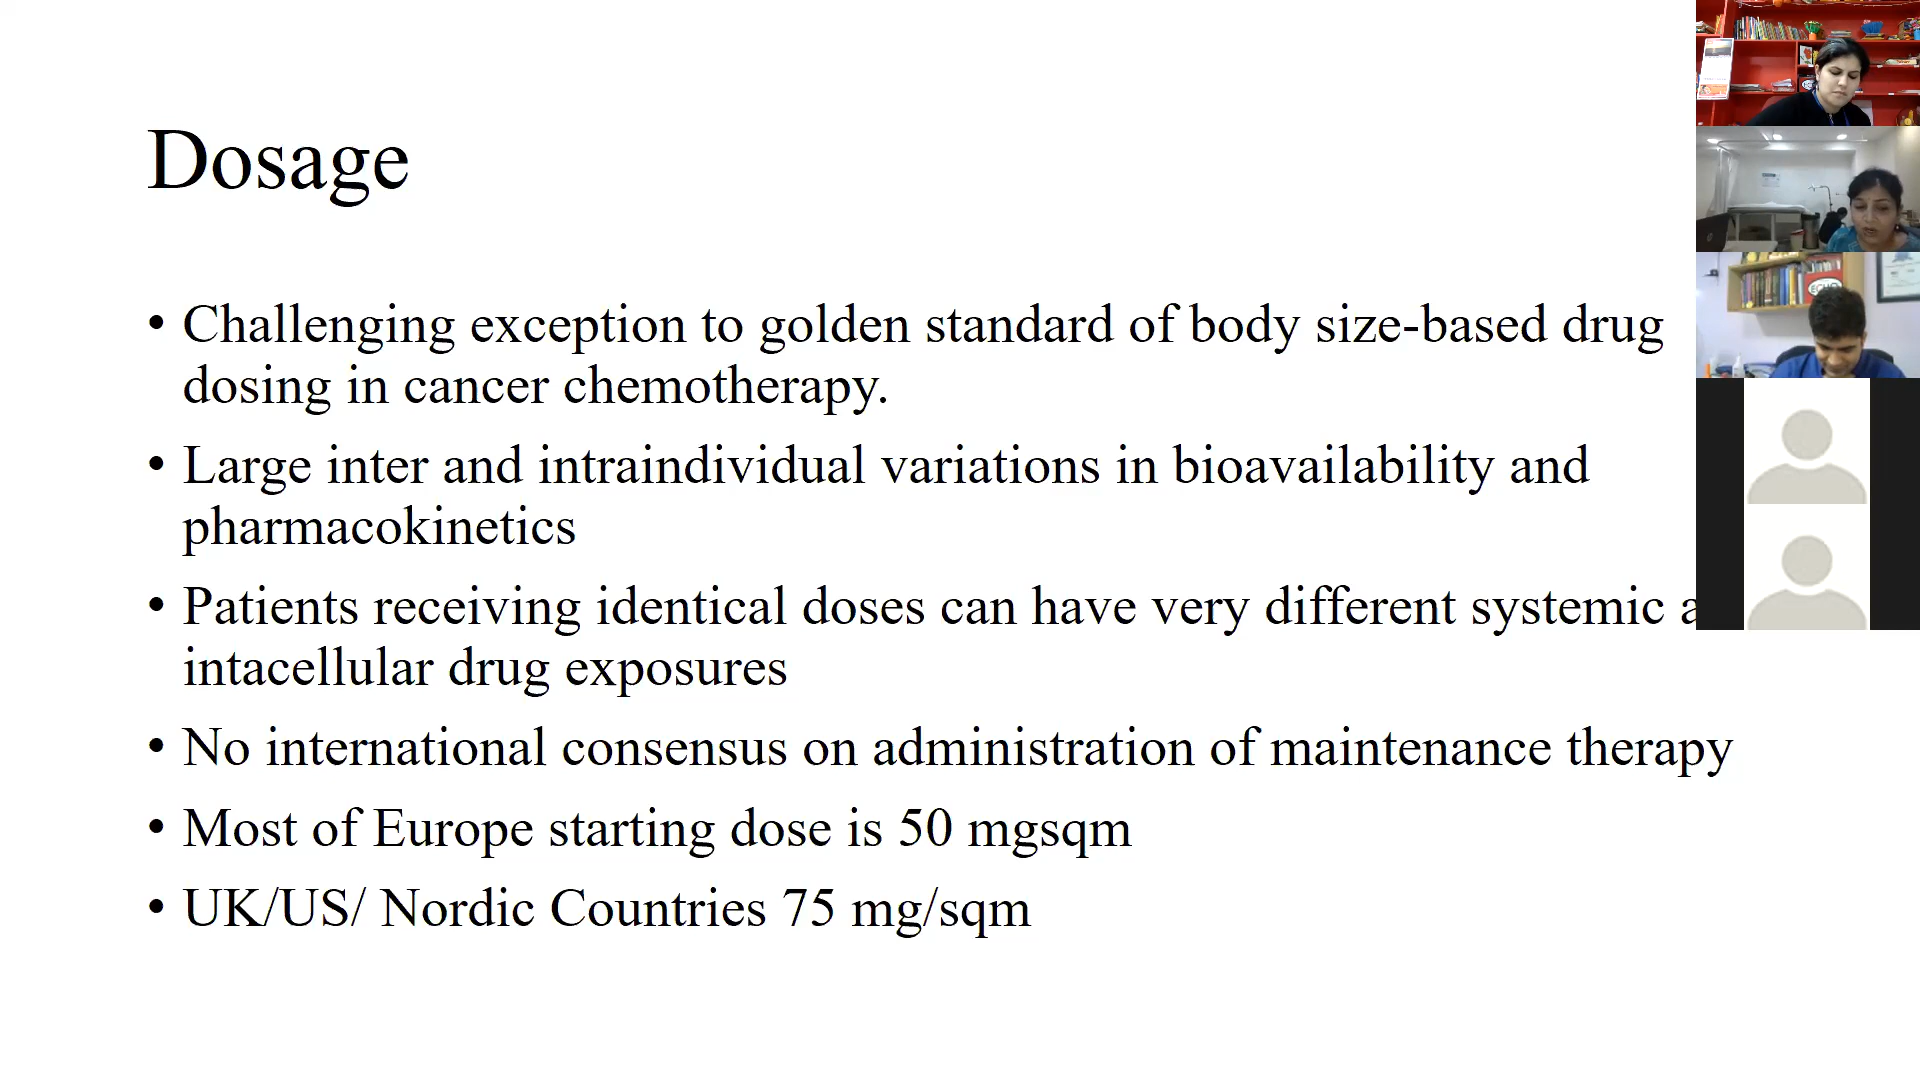 Dosage
• Challenging exception to golden standard of body size-based drug
dosing in cancer chemotherapy.
• Large inter and intraindividual variations in bioavailability and
pharmacokinetics
• Patients receiving identical doses can have very different systemic
intacellular drug exposures
• No international consensus on administration of maintenance therapy
• Most of Europe starting dose is 50 mgsqm
• UK/US/ Nordic Countries 75 mg/sqm
ECHO